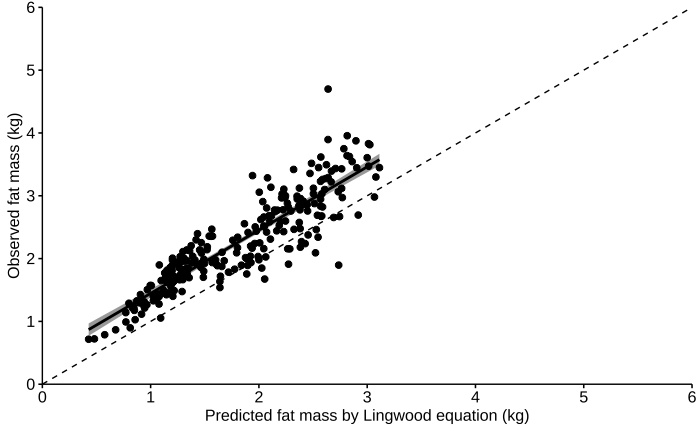 6
5
4
3
2
1
0
Observed fat mass (kg)
0 1 2 3 4 5 6
Predicted fat mass by Lingwood equation (kg)